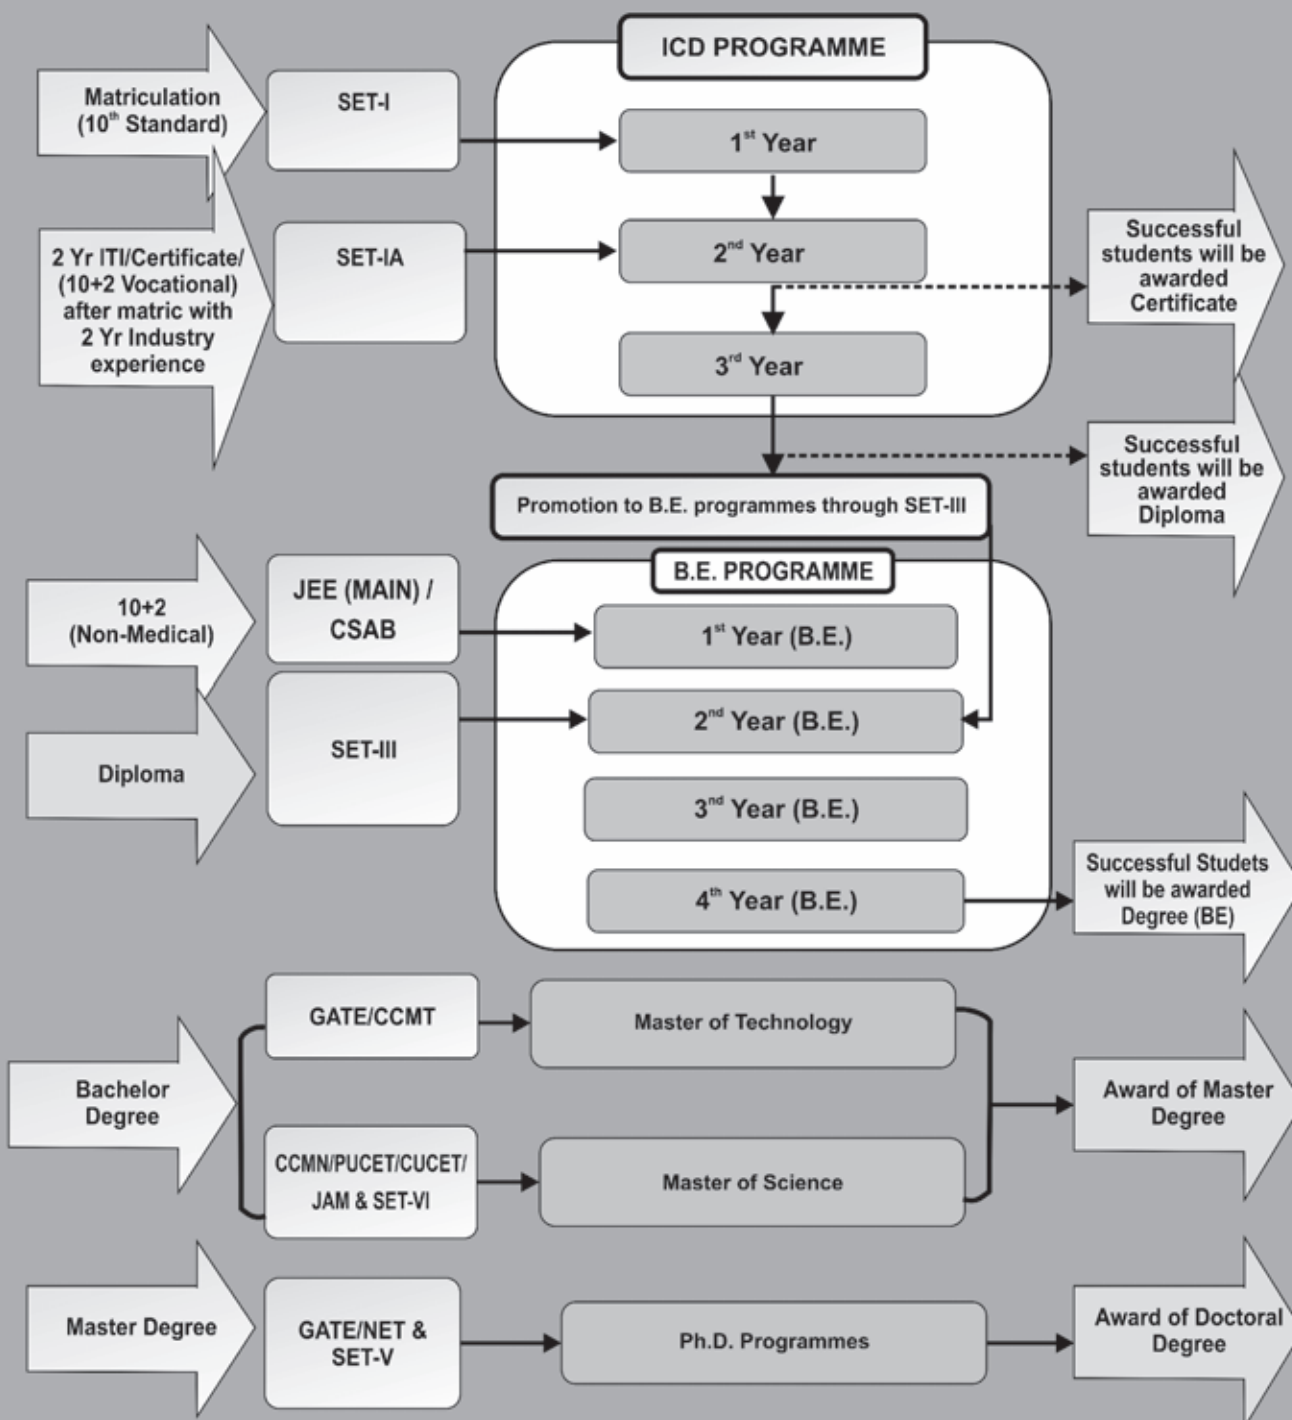 ICD PROGRAMME
Matriculation
(10th Standard)
SET-I
1st Year
2 Yr ITI/Certificate/
(10+2 Vocational)
after matric with
2 Yr Industry
experience
SET-IA
2nd Year
Successful
students will be
awarded
Certificate
3rd Year
Successful
students will be
awarded
Diploma
Promotion to B.E. programmes through SET-III
B.E. PROGRAMME
10+2
(Non-Medical)
JEE (MAIN) /
CSAB
1st Year (B.E.)
Diploma
SET-III
2nd Year (B.E.)
3nd Year (B.E.)
4th Year (B.E.)
Successful Studets
will be awarded
Degree (BE)
Bachelor
Degree
GATE/CCMT
Master of Technology
CCMN/PUCET/CUCET/
JAM & SET-VI
Master of Science
Award of Master
Degree
Master Degree
GATE/NET &
SET-V
Ph.D. Programmes
Award of Doctoral
Degree